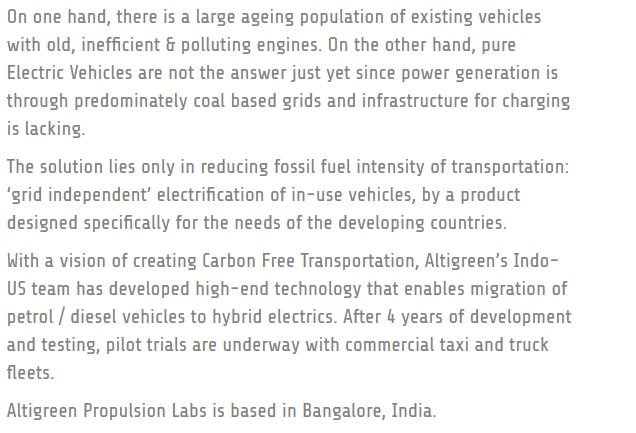 On one hand, there is a large ageing population of existing vehicles
with old, inefficient & polluting engines. On the other hand, pure
Electric Vehicles are not the answer just yet since power generation is
through predominately coal based grids and infrastructure for charging
is lacking.
The solution lies only in reducing fossil fuel intensity of transportation:
‘grid independent’ electrification of in-use vehicles, by a product
designed specifically for the needs of the developing countries.
With a vision of creating Carbon Free Transportation, Altigreen’s Indo-
US team has developed high-end technology that enables migration of
petrol / diesel vehicles to hybrid electrics. After 4 years of development
and testing, pilot trials are underway with commercial taxi and truck
fleets.
Altigreen Propulsion Labs is based in Bangalore, India.